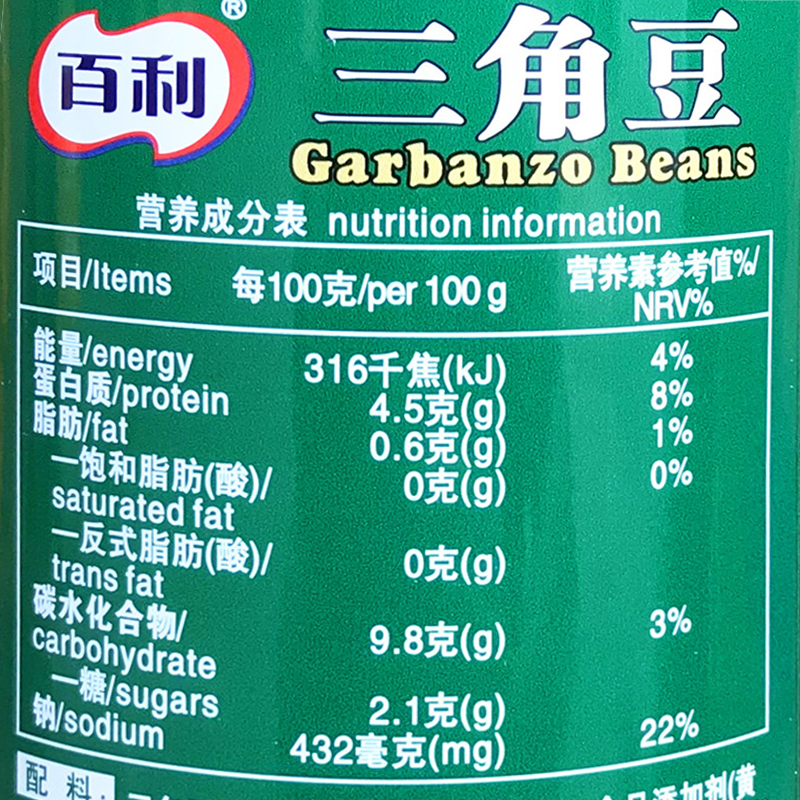 百利®
三角豆
Garbanzo Beans
营养成分表 nutrition information
项目/Items 每100克/per 100 g 营养素参考值%/
NRV%
能量/energy 316千焦(kJ) 4%
蛋白质/protein 4.5克(g) 8%
脂肪/fat 0.6克(g) 1%
—饱和脂肪(酸)/ 0克(g) 0%
saturated fat
—反式脂肪(酸)/
trans fat 0克(g)
碳水化合物/
carbohydrate 9.8克(g) 3%
—糖/sugars 2.1克(g)
钠/sodium 432毫克(mg) 22%
配 料:
品添加剂(黄